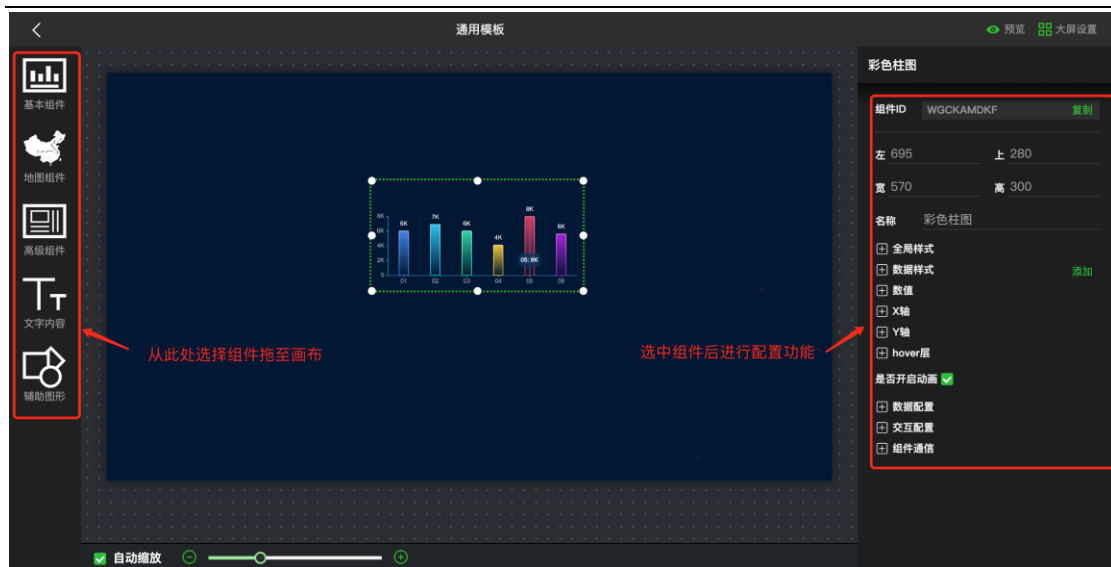 通用模板
预览
大屏设置
基本组件
地图组件
高级组件
文字内容
辅助图形
从此处选择组件拖至画布
8K
6K
4K
2K
0
6K
7K
6K
4K
8K
6K
05: 8K
01 02 03 04 05 06
选中组件后进行配置功能
彩色柱图
组件ID WGCKAMDKF 复制
左 695 上 280
宽 570 高 300
名称 彩色柱图
全局样式
数据样式 添加
数值
X轴
Y轴
hover层
是否开启动画
数据配置
交互配置
组件通信
自动缩放